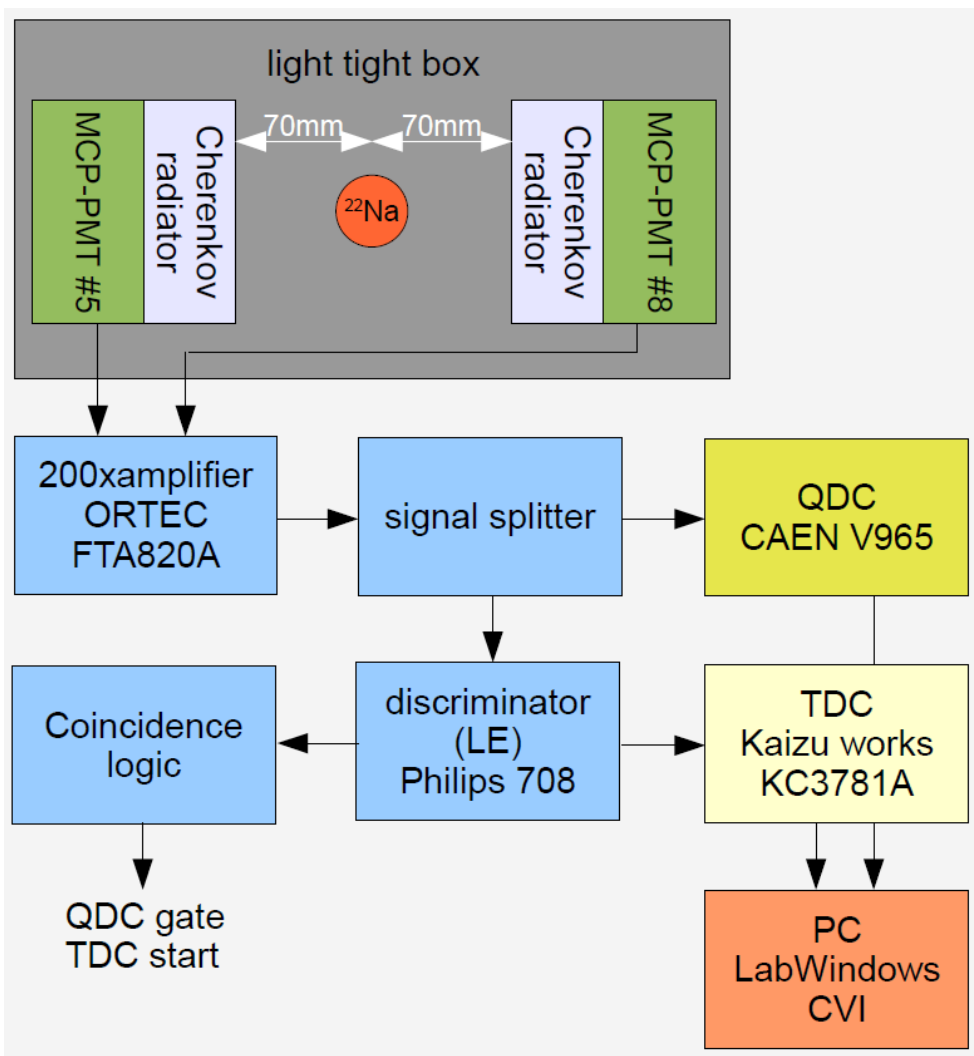 light tight box
MCP-PMT #5
Cherenkov
radiator
70mm
70mm
²²Na
Cherenkov
radiator
MCP-PMT #8
200xamplifier
ORTEC
FTA820A
signal splitter
QDC
CAEN V965
Coincidence
logic
discriminator
(LE)
Philips 708
TDC
Kaizu works
KC3781A
QDC gate
TDC start
PC
LabWindows
CVI